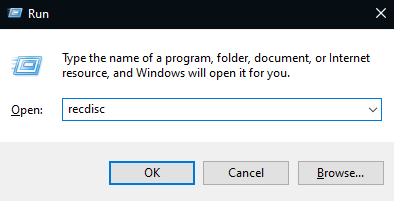 Run
Type the name of a program, folder, document, or Internet
resource, and Windows will open it for you.
Open: recdisc
OK Cancel Browse...